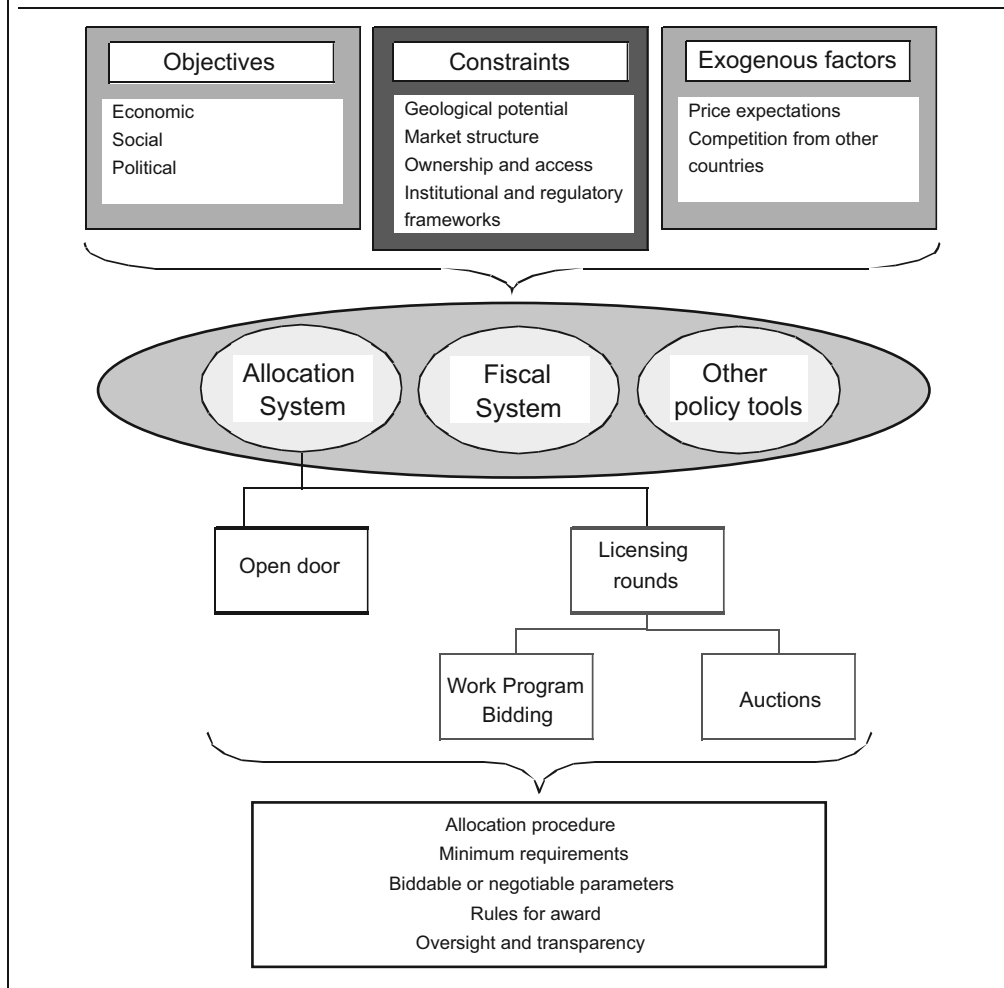 Objectives
Economic
Social
Political
Constraints
Geological potential
Market structure
Ownership and access
Institutional and regulatory
frameworks
Exogenous factors
Price expectations
Competition from other
countries
Allocation
System
Fiscal
System
Other
policy tools
Open door
Licensing
rounds
Work Program
Bidding
Auctions
Allocation procedure
Minimum requirements
Biddable or negotiable parameters
Rules for award
Oversight and transparency